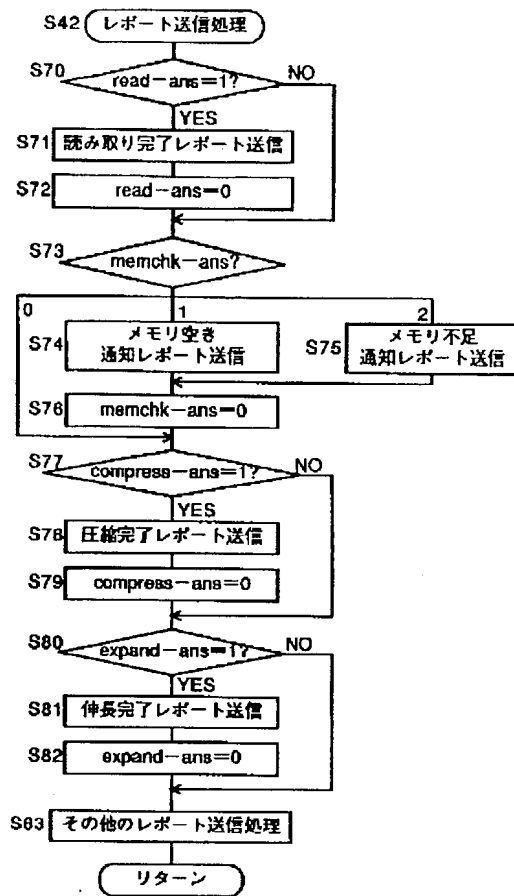 S42 レポート送信処理
S70 read－ans＝1? NO
YES
S71 読み取り完了レポート送信
S72 read－ans＝0
S73 memchk－ans?
0 1 2
S74 メモリ空き
通知レポート送信
S75 メモリ不足
通知レポート送信
S76 memchk－ans＝0
S77 compress－ans＝1? NO
YES
S78 圧縮完了レポート送信
S79 compress－ans＝0
S80 expand－ans＝1? NO
YES
S81 伸長完了レポート送信
S82 expand－ans＝0
S83 その他のレポート送信処理
リターン